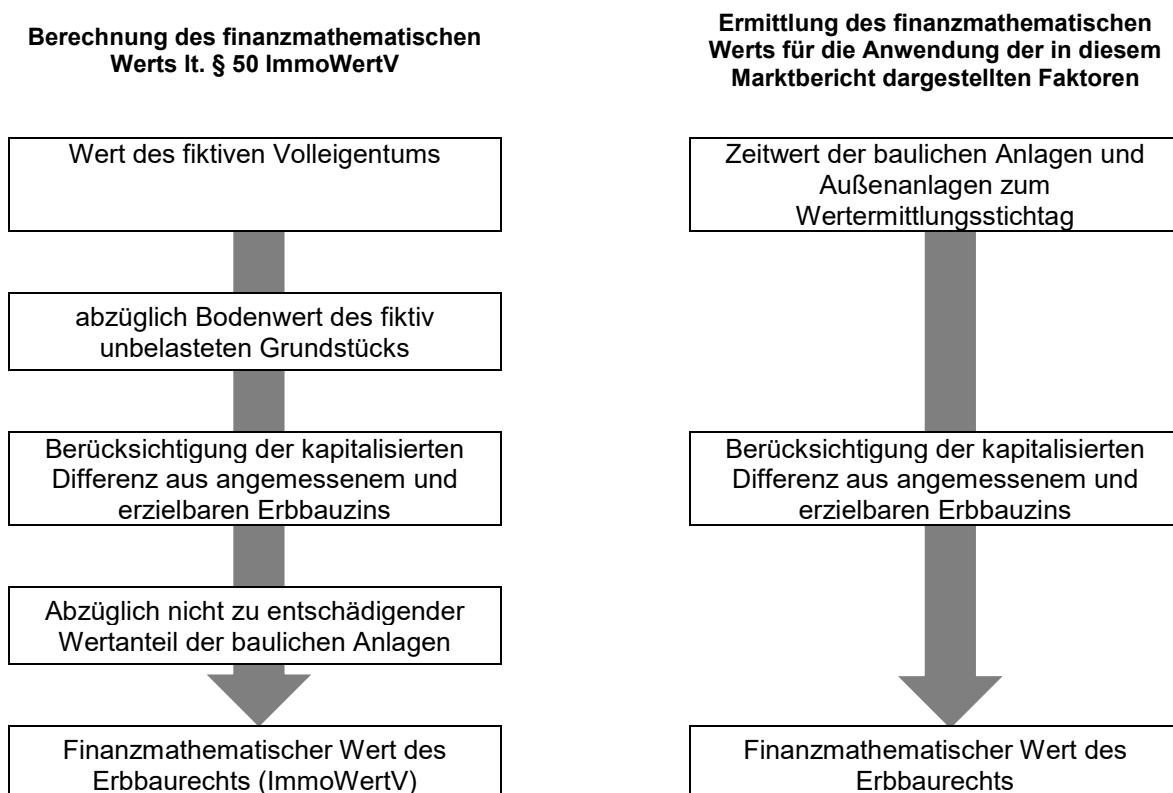 Berechnung des finanzmathematischen
Werts lt. § 50 ImmoWertV
Wert des fiktiven Volleigentums
abzüglich Bodenwert des fiktiv
unbelasteten Grundstücks
Berücksichtigung der kapitalisierten
Differenz aus angemessenem und
erzielbaren Erbbauzins
Abzüglich nicht zu entschädigender
Wertanteil der baulichen Anlagen
Finanzmathematischer Wert des
Erbbaurechts (ImmoWertV)
Ermittlung des finanzmathematischen
Werts für die Anwendung der in diesem
Marktbericht dargestellten Faktoren
Zeitwert der baulichen Anlagen und
Außenanlagen zum
Wertermittlungsstichtag
Berücksichtigung der kapitalisierten
Differenz aus angemessenem und
erzielbaren Erbbauzins
Finanzmathematischer Wert des
Erbbaurechts